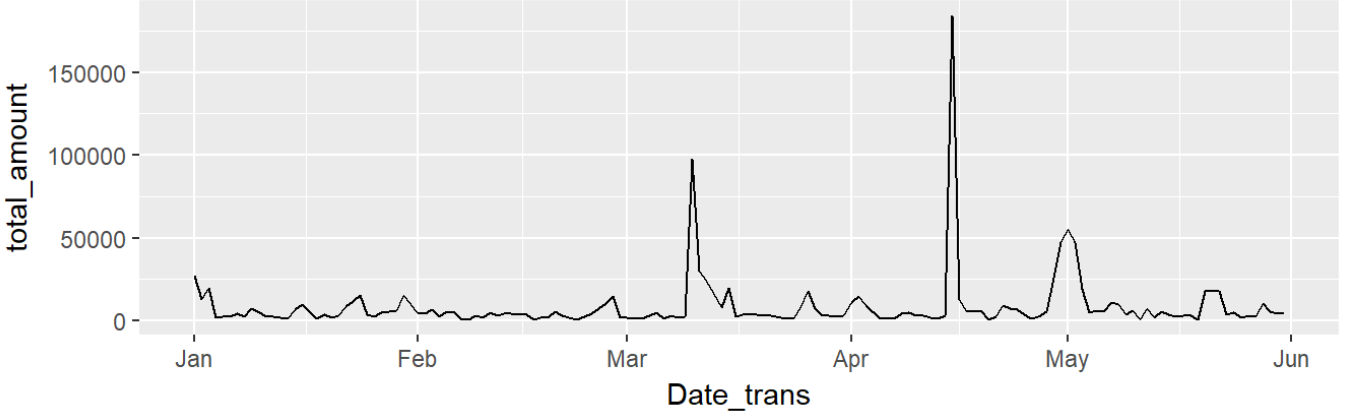 total_amount
150000
100000
50000
0
Jan Feb Mar Apr May Jun
Date_trans